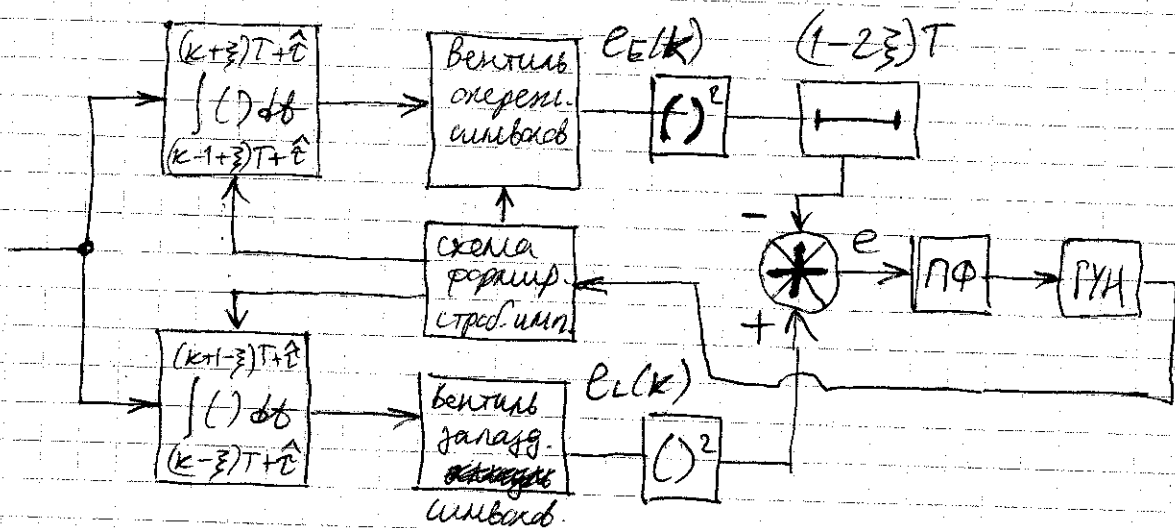 (к+ξ)T+τ̂
∫( ) dt
(к-1+ξ)T+τ̂
Вентиль
опереж.
символов
e_E(k)
( )²
(1-2ξ)T
-
+
e
ПФ
ГУН
схема
формир.
строб.имп.
(к+1-ξ)T+τ̂
∫( ) dt
(к-ξ)T+τ̂
Вентиль
запазд.
символов.
e_L(к)
( )²